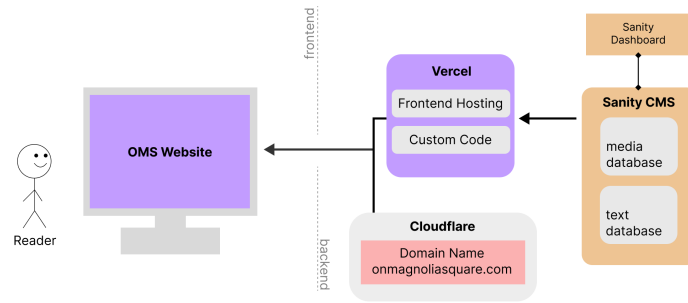 frontend
backend
Reader
OMS Website
Vercel
Frontend Hosting
Custom Code
Cloudflare
Domain Name
onmagnoliasquare.com
Sanity
Dashboard
Sanity CMS
media
database
text
database